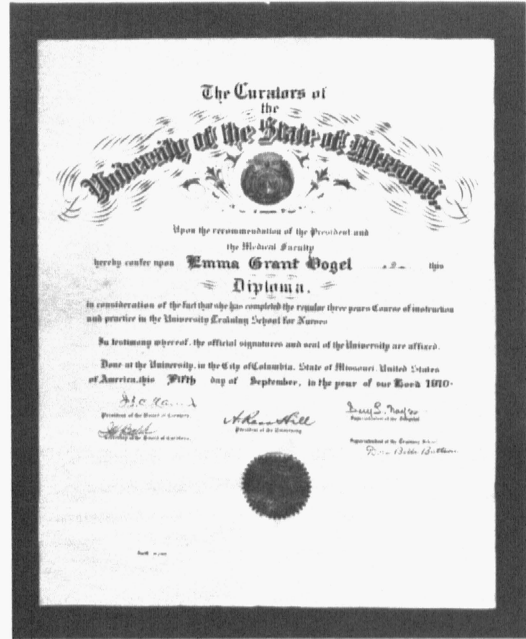 The Curators of
the
University of the State of Missouri.
Upon the recommendation of the President and
the Medical Faculty
hereby confer upon Emma Grant Vogel this
Diploma,
in consideration of the fact that she has completed the regular three years Course of instruction
and practice in the University Training School for Nurses
In testimony whereof, the official signatures and seal of the University are affixed.
Done at the University, in the City of Columbia, State of Missouri, United States
of America, this Fifth day of September, in the year of our Lord 1910.
President of the Board of Curators
A Ross Hill
President of the University
Superintendent of the Hospital
Secretary of the Board of Curators
Superintendent of the Training School